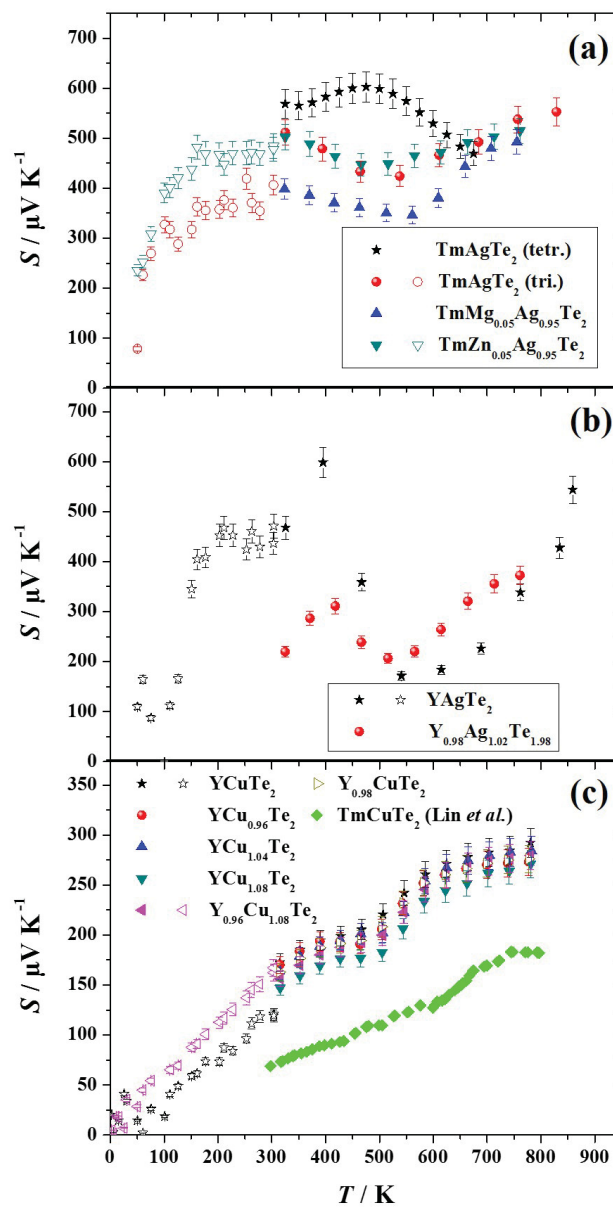 (a)
700
600
500
400
300
200
100
0
S / µV K⁻¹
TmAgTe₂ (tetr.)
TmAgTe₂ (tri.)
TmMg₀.₀₅Ag₀.₉₅Te₂
TmZn₀.₀₅Ag₀.₉₅Te₂
(b)
700
600
500
400
300
200
100
0
S / µV K⁻¹
YAgTe₂
Y₀.₉₈Ag₁.₀₂Te₁.₉₈
(c)
350
300
250
200
150
100
50
0
S / µV K⁻¹
YCuTe₂ Y₀.₉₈CuTe₂
YCu₀.₉₆Te₂ TmCuTe₂ (Lin et al.)
YCu₁.₀₄Te₂
YCu₁.₀₈Te₂
Y₀.₉₆Cu₁.₀₈Te₂
0 100 200 300 400 500 600 700 800 900
T / K